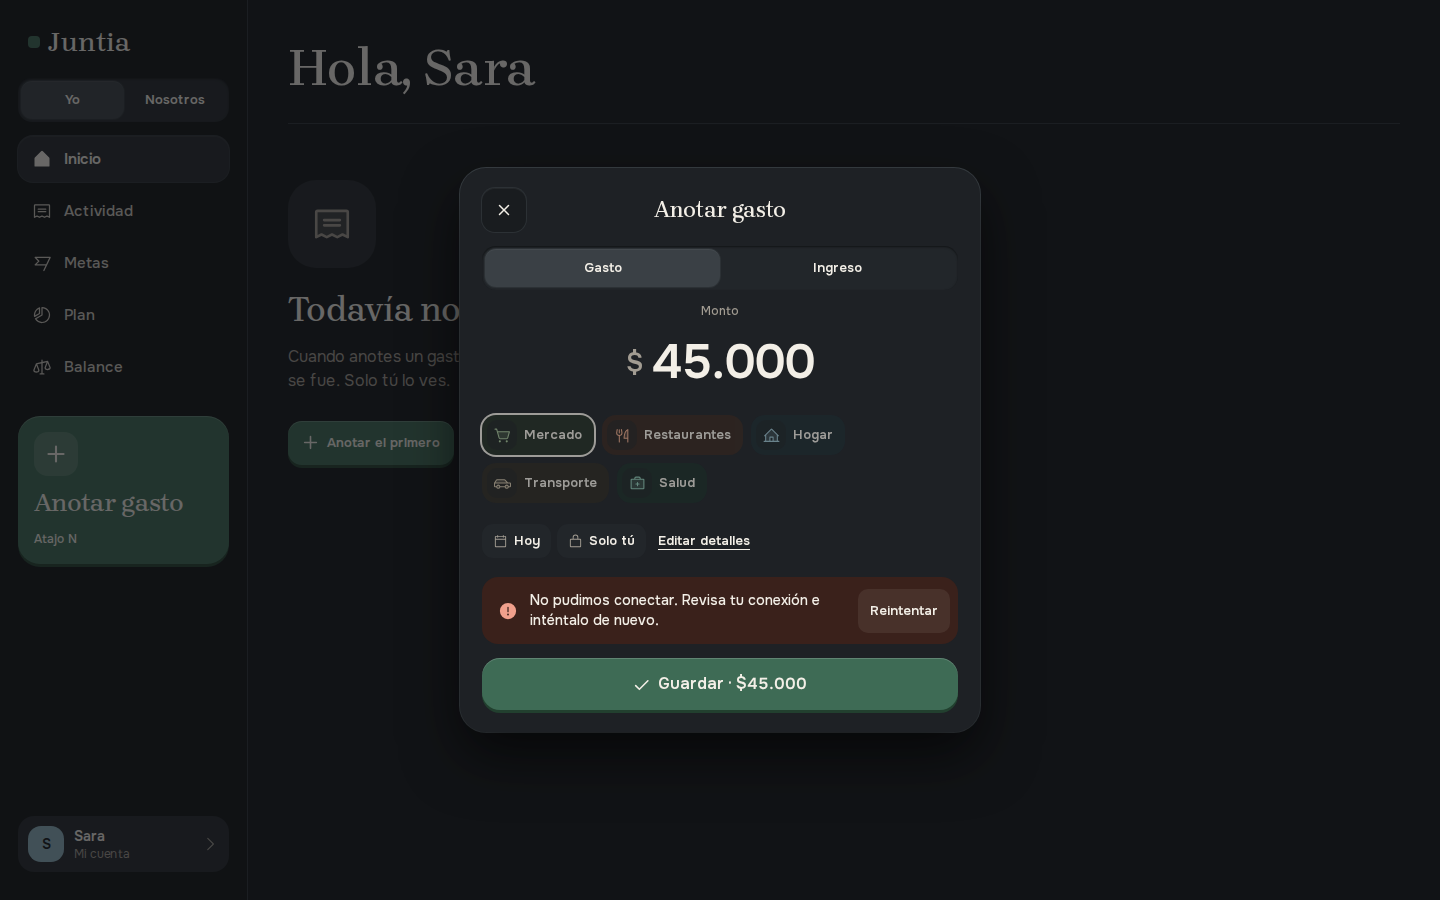 Juntia
Yo
Nosotros
Inicio
Actividad
Metas
Plan
Balance
Anotar gasto
Atajo N
S
Sara
Mi cuenta
Hola, Sara
Todavía no
Cuando anotes un gast
se fue. Solo tú lo ves.
Anotar el primero
Anotar gasto
Gasto
Ingreso
Monto
$ 45.000
Mercado
Restaurantes
Hogar
Transporte
Salud
Hoy
Solo tú
Editar detalles
No pudimos conectar. Revisa tu conexión e
inténtalo de nuevo.
Reintentar
Guardar · $45.000